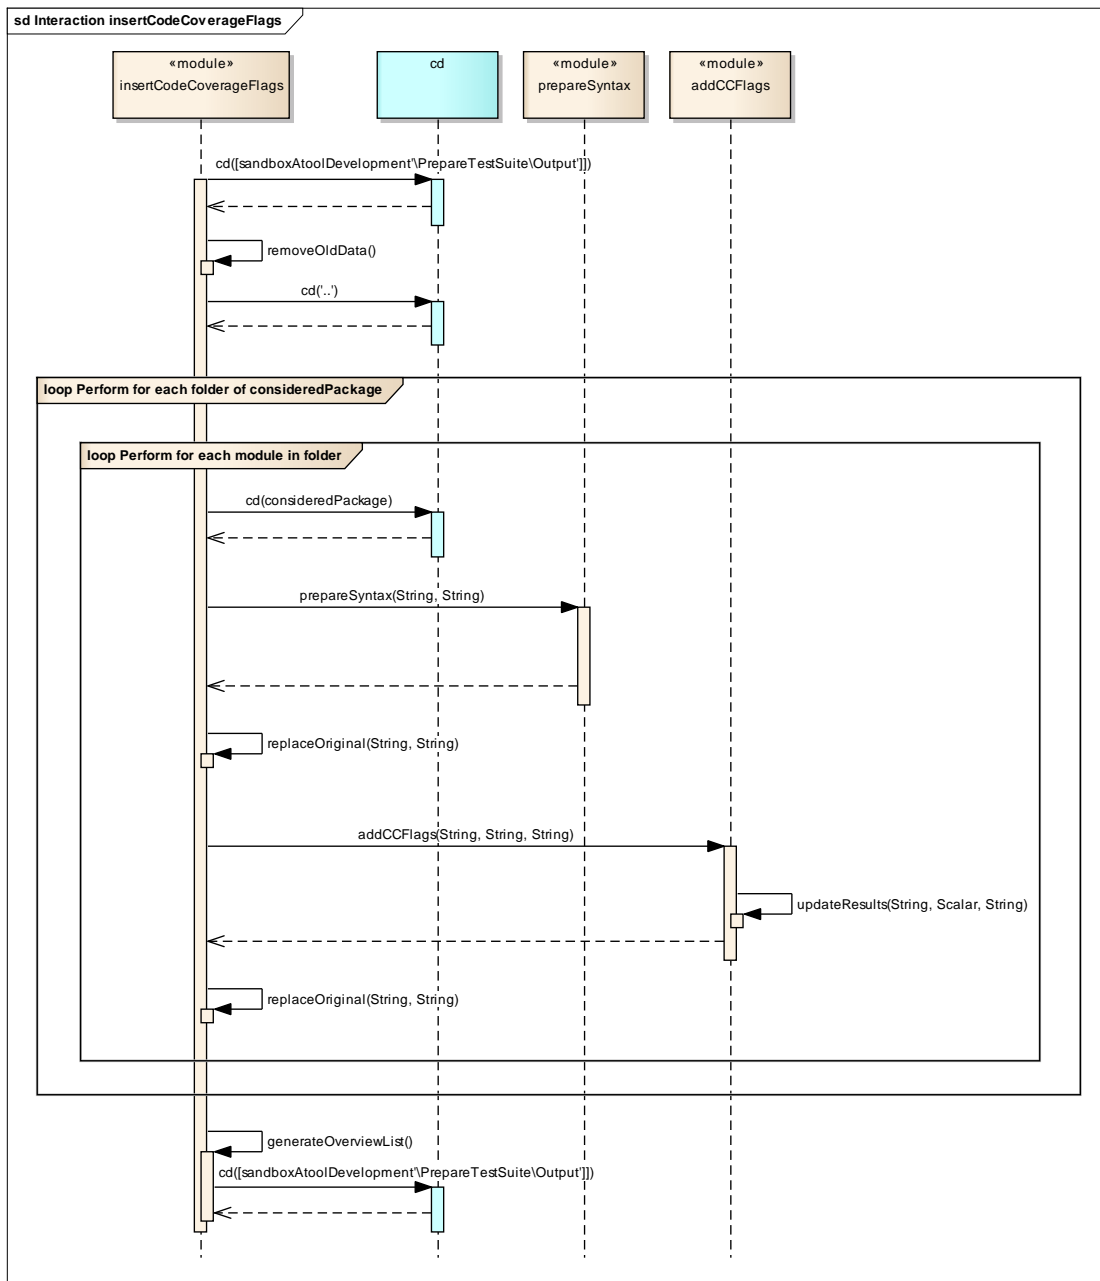 sd Interaction insertCodeCoverageFlags
«module»
insertCodeCoverageFlags
cd
«module»
prepareSyntax
«module»
addCCFlags
cd([sandboxAtoolDevelopment'\PrepareTestSuite\Output']])
removeOldData()
cd('..')
loop Perform for each folder of consideredPackage
loop Perform for each module in folder
cd(consideredPackage)
prepareSyntax(String, String)
replaceOriginal(String, String)
addCCFlags(String, String, String)
updateResults(String, Scalar, String)
replaceOriginal(String, String)
generateOverviewList()
cd([sandboxAtoolDevelopment'\PrepareTestSuite\Output']])